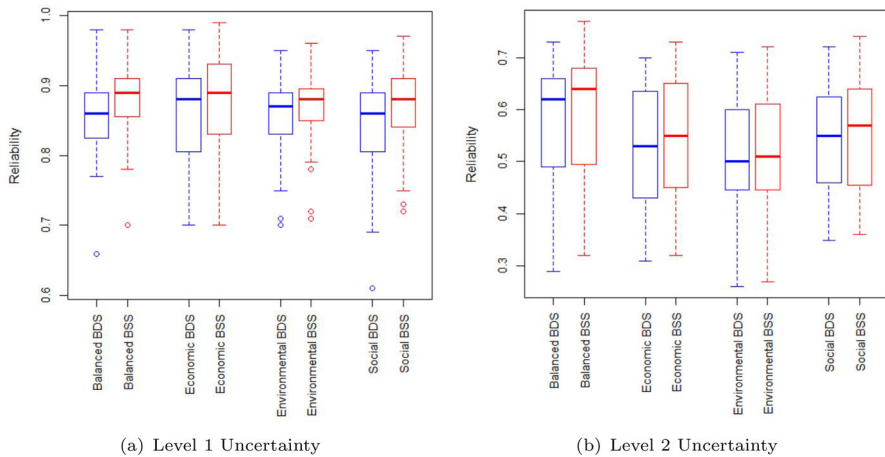 1.0
0.9
0.8
0.7
0.6
Reliability
Balanced BDS
Balanced BSS
Economic BDS
Economic BSS
Environmental BDS
Environmental BSS
Social BDS
Social BSS
(a) Level 1 Uncertainty
0.7
0.6
0.5
0.4
0.3
Reliability
Balanced BDS
Balanced BSS
Economic BDS
Economic BSS
Environmental BDS
Environmental BSS
Social BDS
Social BSS
(b) Level 2 Uncertainty